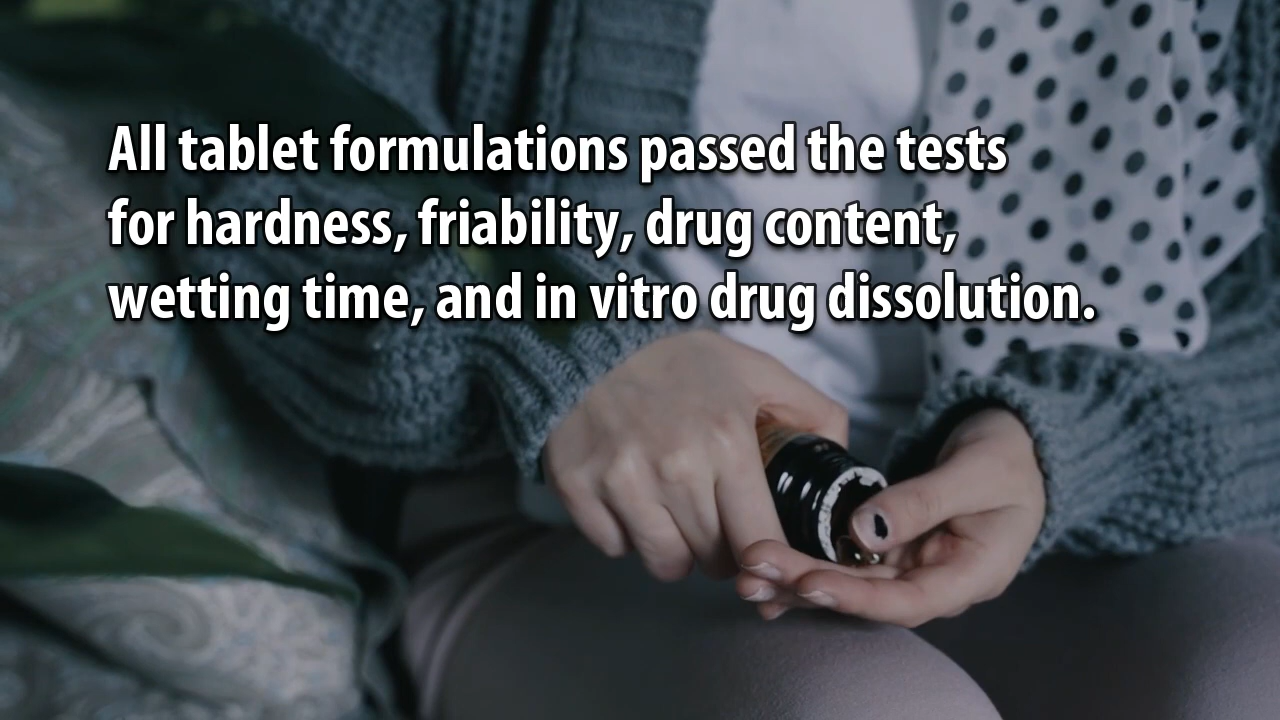 All tablet formulations passed the tests
for hardness, friability, drug content,
wetting time, and in vitro drug dissolution.